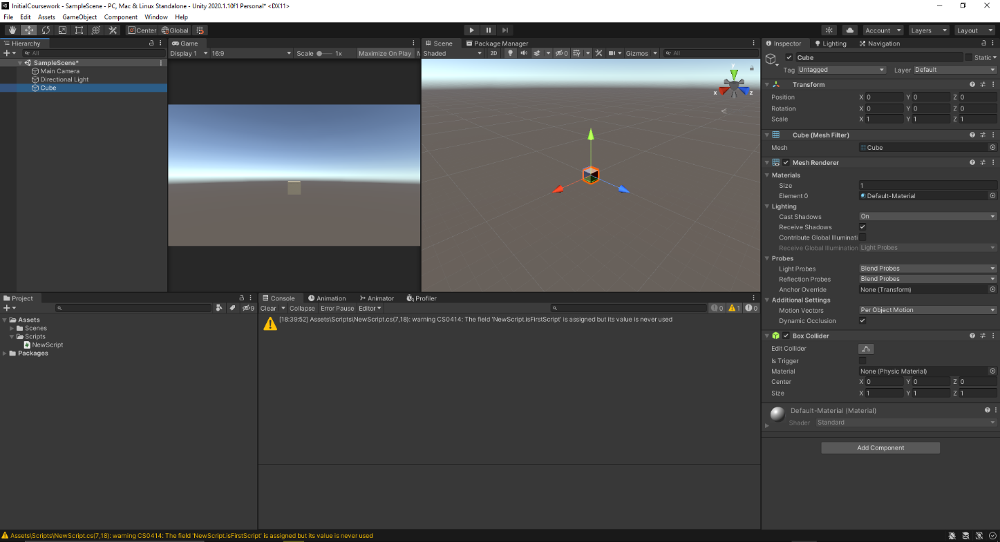 InitialCoursework - SampleScene - PC, Mac & Linux Standalone - Unity 2020.1.10f1 Personal* <DX11>
File Edit Assets GameObject Component Window Help
Center Global Account Layers Layout
Hierarchy
All
SampleScene*
Main Camera
Directional Light
Cube
Game
Display 1 16:9 Scale 1x Maximize On Play M
Scene Package Manager
Shaded 2D 0 Gizmos All
y
x z
Inspector Lighting Navigation
Cube Static
Tag Untagged Layer Default
Transform
Position X 0 Y 0 Z 0
Rotation X 0 Y 0 Z 0
Scale X 1 Y 1 Z 1
Cube (Mesh Filter)
Mesh Cube
Mesh Renderer
Materials
Size 1
Element 0 Default-Material
Lighting
Cast Shadows On
Receive Shadows
Contribute Global Illuminati
Receive Global Illumination Light Probes
Probes
Light Probes Blend Probes
Reflection Probes Blend Probes
Anchor Override None (Transform)
Additional Settings
Motion Vectors Per Object Motion
Dynamic Occlusion
Box Collider
Edit Collider
Is Trigger
Material None (Physic Material)
Center X 0 Y 0 Z 0
Size X 1 Y 1 Z 1
Default-Material (Material)
Shader Standard
Add Component
Project
9
Assets
Scenes
Scripts
NewScript
Packages
Console Animation Animator Profiler
Clear Collapse Error Pause Editor 0 1 0
[18:39:52] Assets\Scripts\NewScript.cs(7,18): warning CS0414: The field 'NewScript.isFirstScript' is assigned but its value is never used
Assets\Scripts\NewScript.cs(7,18): warning CS0414: The field 'NewScript.isFirstScript' is assigned but its value is never used